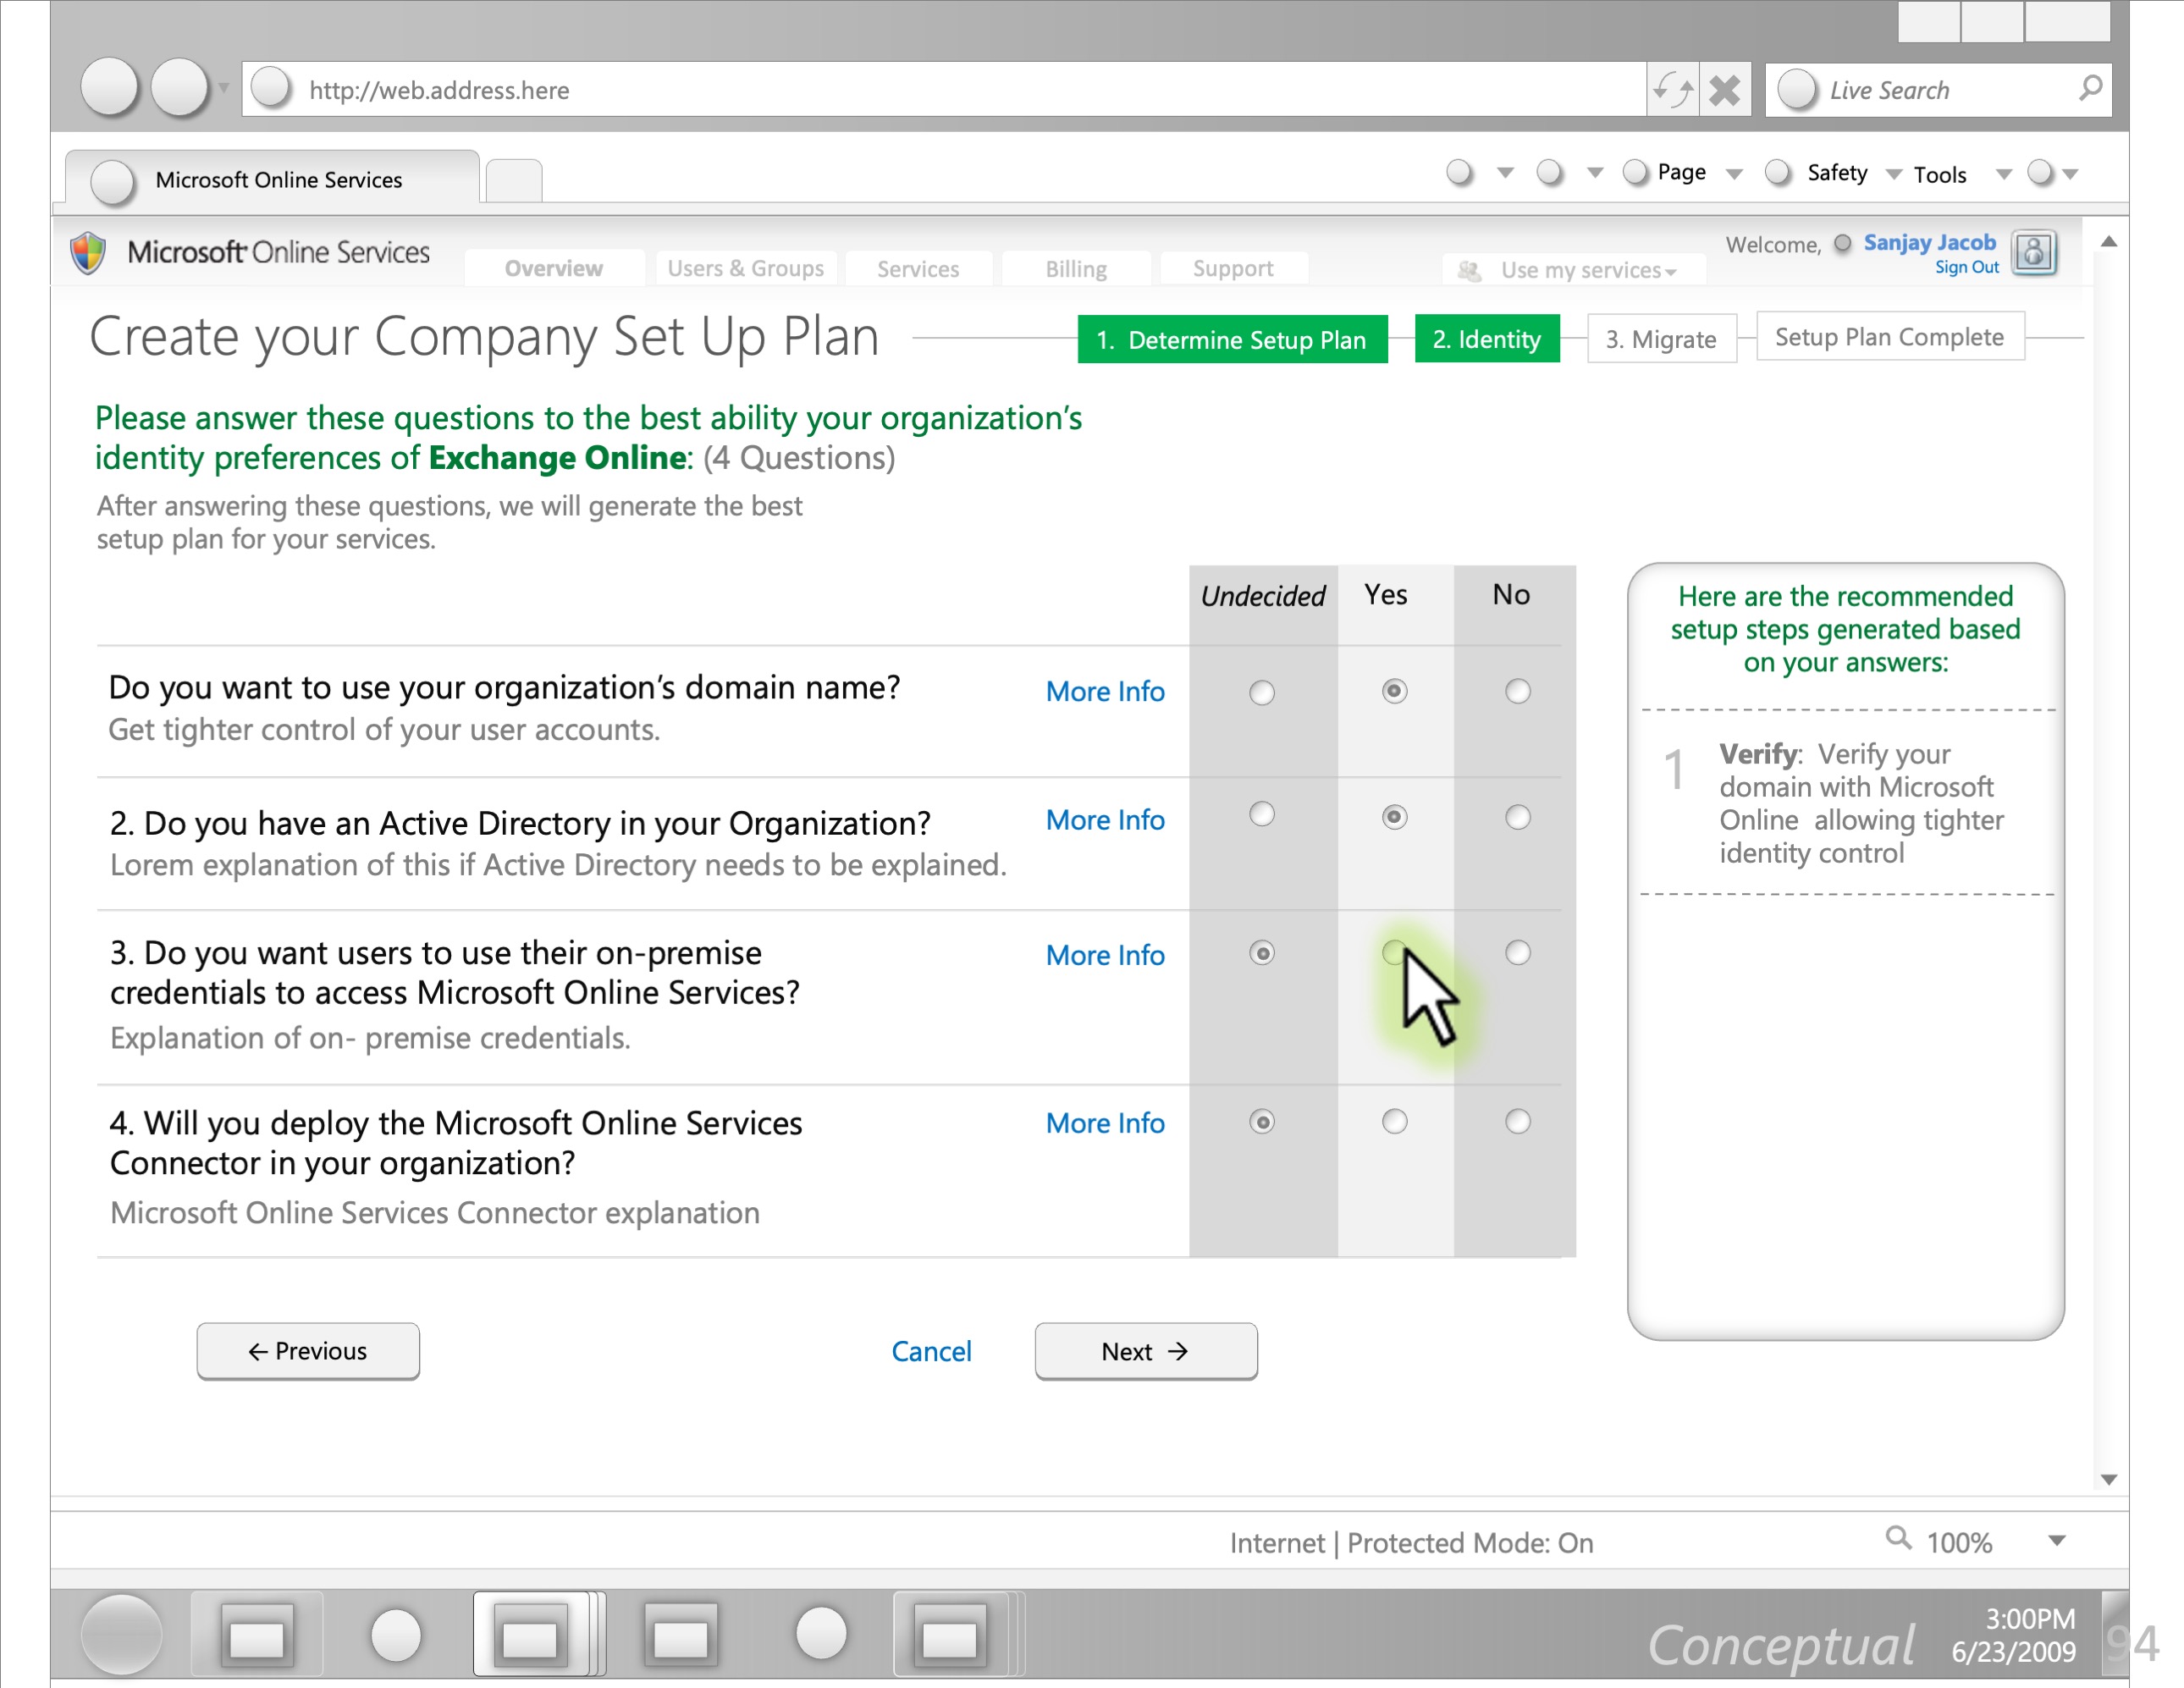 http://web.address.here
Live Search
Microsoft Online Services
Page
Safety
Tools
Microsoft Online Services
Overview
Users & Groups
Services
Billing
Support
Use my services
Welcome, Sanjay Jacob
Sign Out
Create your Company Set Up Plan
1. Determine Setup Plan
2. Identity
3. Migrate
Setup Plan Complete
Please answer these questions to the best ability your organization's
identity preferences of Exchange Online: (4 Questions)
After answering these questions, we will generate the best
setup plan for your services.
Undecided
Yes
No
Do you want to use your organization's domain name?
More Info
Get tighter control of your user accounts.
2. Do you have an Active Directory in your Organization?
More Info
Lorem explanation of this if Active Directory needs to be explained.
3. Do you want users to use their on-premise
More Info
credentials to access Microsoft Online Services?
Explanation of on- premise credentials.
4. Will you deploy the Microsoft Online Services
More Info
Connector in your organization?
Microsoft Online Services Connector explanation
Here are the recommended
setup steps generated based
on your answers:
1
Verify: Verify your
domain with Microsoft
Online allowing tighter
identity control
← Previous
Cancel
Next →
Internet | Protected Mode: On
100%
Conceptual
3:00PM
6/23/2009
94